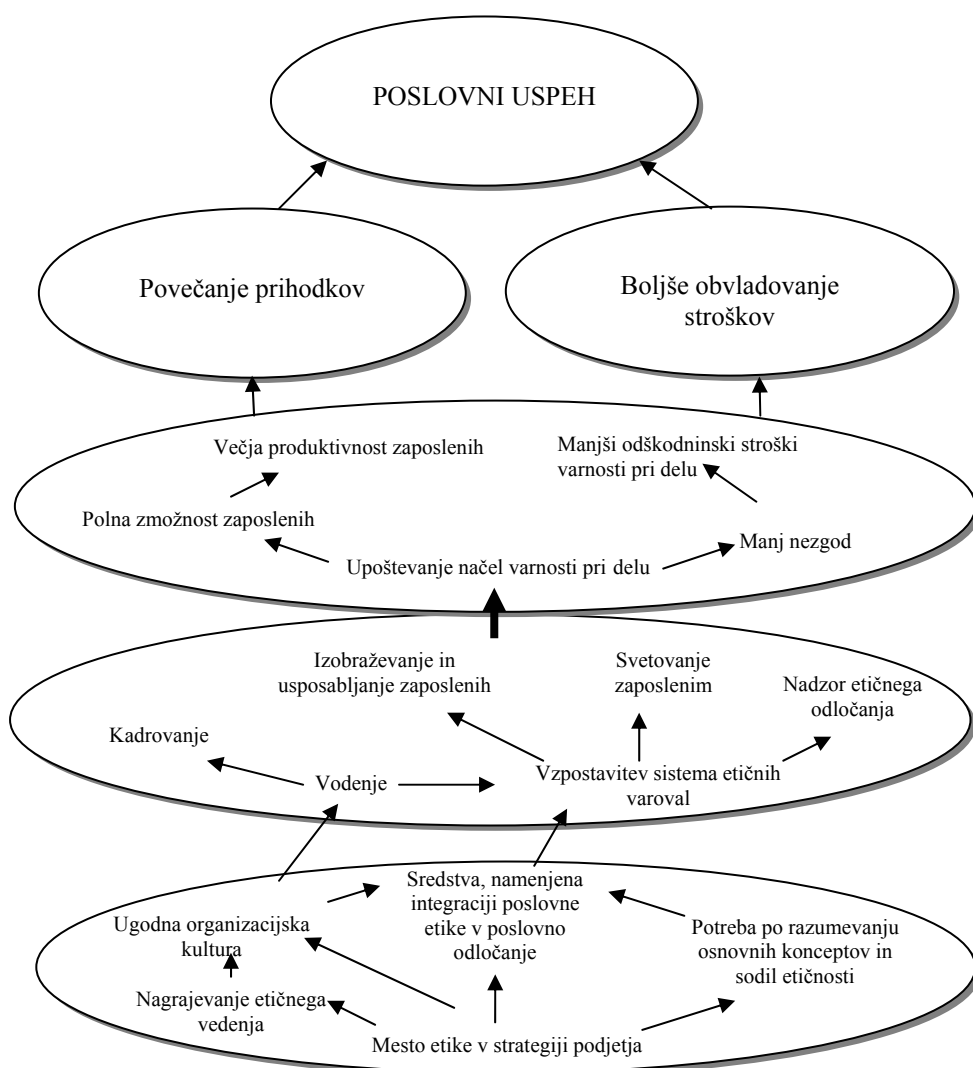 POSLOVNI USPEH
Povečanje prihodkov
Boljše obvladovanje
stroškov
Večja produktivnost zaposlenih
Manjši odškodninski stroški
varnosti pri delu
Polna zmožnost zaposlenih
Manj nezgod
Upoštevanje načel varnosti pri delu
Izobraževanje in
usposabljanje zaposlenih
Svetovanje
zaposlenim
Nadzor etičnega
odločanja
Kadrovanje
Vodenje
Vzpostavitev sistema etičnih
varoval
Sredstva, namenjena
integraciji poslovne
etike v poslovno
odločanje
Ugodna organizacijska
kultura
Potreba po razumevanju
osnovnih konceptov in
sodil etičnosti
Nagrajevanje etičnega
vedenja
Mesto etike v strategiji podjetja